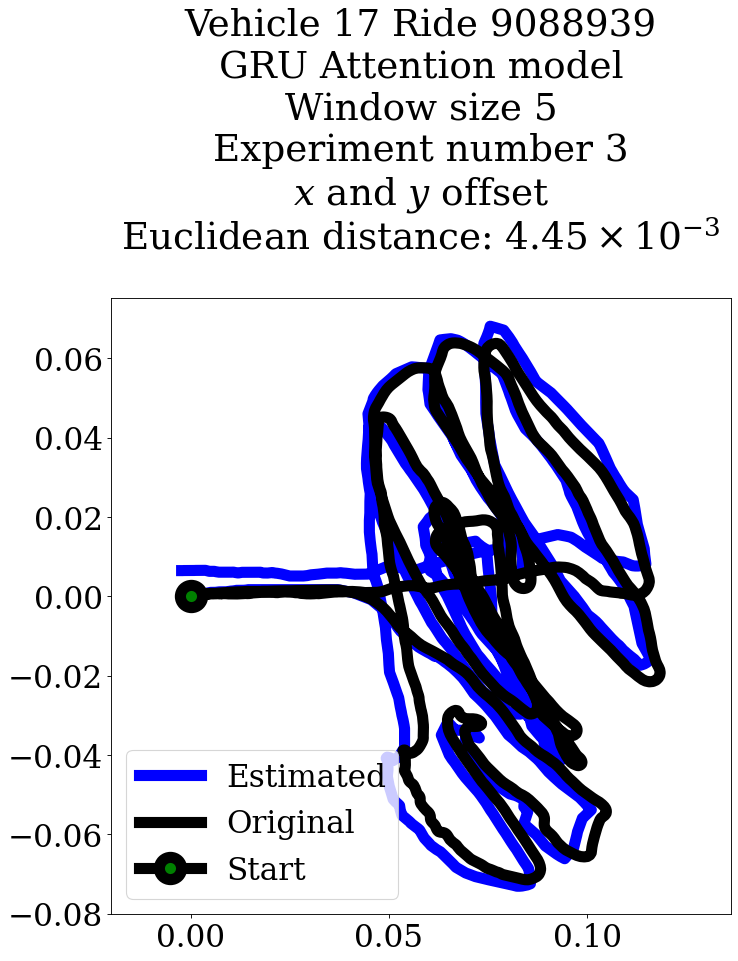 Vehicle 17 Ride 9088939
GRU Attention model
Window size 5
Experiment number 3
x and y offset
Euclidean distance: 4.45 × 10⁻³
0.06
0.04
0.02
0.00
−0.02
−0.04
−0.06
−0.08
Estimated
Original
Start
0.00 0.05 0.10